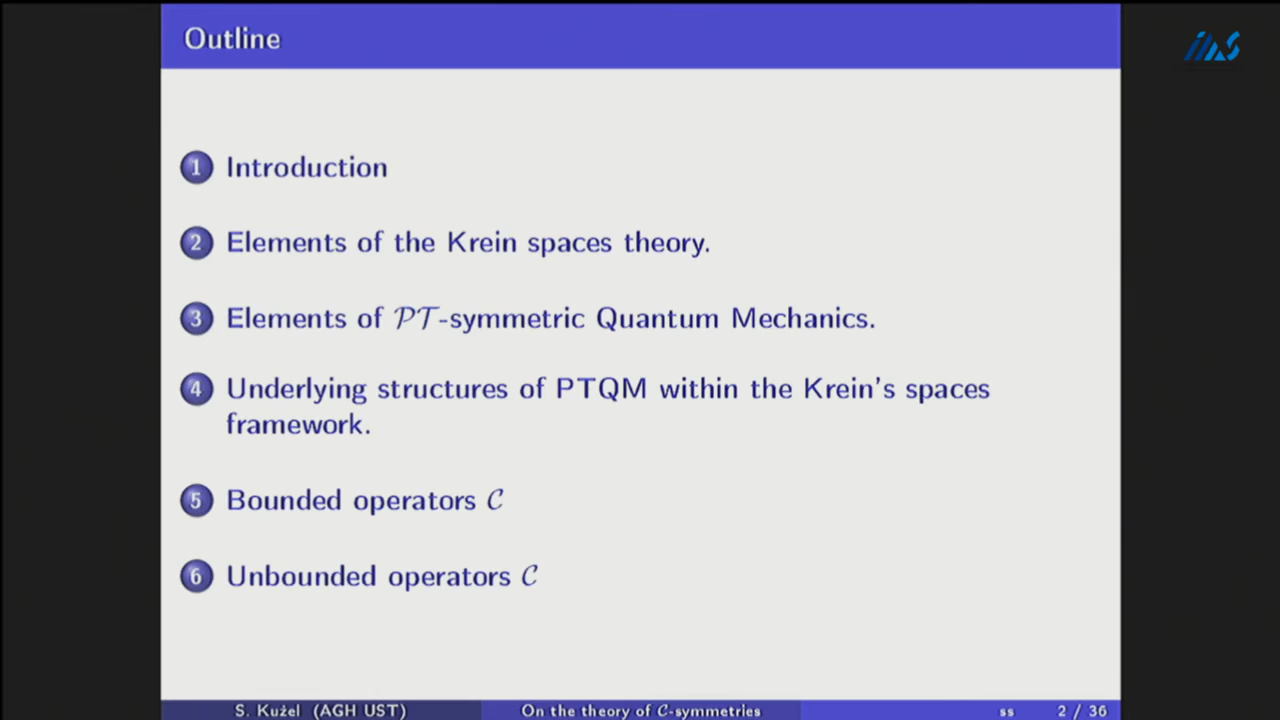 Outline
IMS
1 Introduction
2 Elements of the Krein spaces theory.
3 Elements of 𝒫𝒯-symmetric Quantum Mechanics.
4 Underlying structures of PTQM within the Krein's spaces
framework.
5 Bounded operators 𝒞
6 Unbounded operators 𝒞
S. Kużel (AGH UST) On the theory of 𝒞-symmetries ss 2 / 36